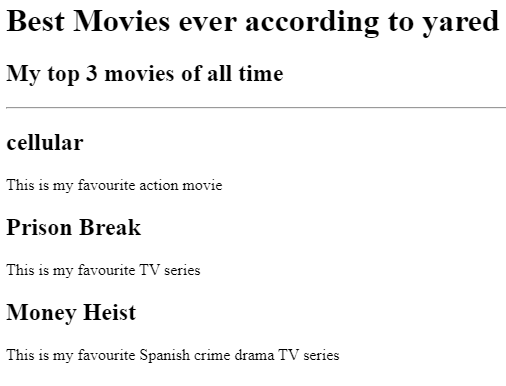 Best Movies ever according to yared
My top 3 movies of all time
cellular
This is my favourite action movie
Prison Break
This is my favourite TV series
Money Heist
This is my favourite Spanish crime drama TV series